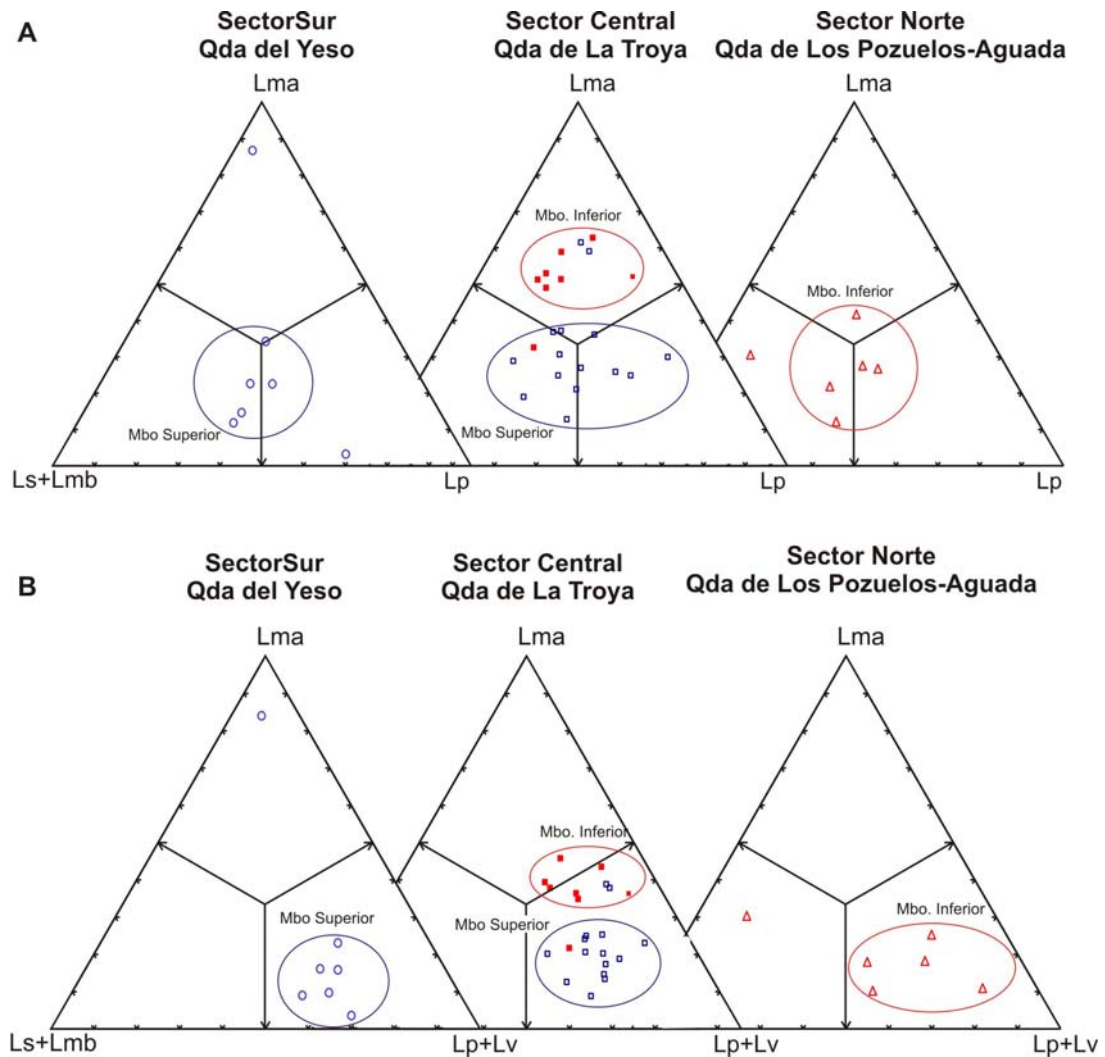 A
SectorSur
Qda del Yeso
Sector Central
Qda de La Troya
Sector Norte
Qda de Los Pozuelos-Aguada
Lma
Lma
Lma
Mbo. Inferior
Mbo. Inferior
Mbo Superior
Mbo Superior
Ls+Lmb
Lp
Lp
Lp
B
SectorSur
Qda del Yeso
Sector Central
Qda de La Troya
Sector Norte
Qda de Los Pozuelos-Aguada
Lma
Lma
Lma
Mbo. Inferior
Mbo Superior
Mbo Superior
Mbo. Inferior
Ls+Lmb
Lp+Lv
Lp+Lv
Lp+Lv